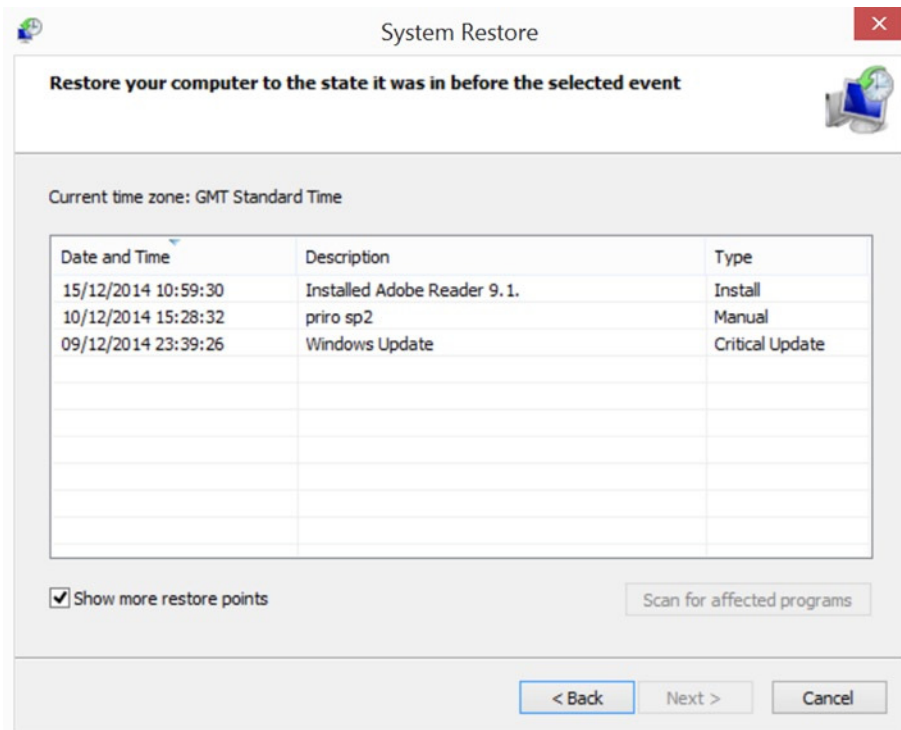 System Restore
Restore your computer to the state it was in before the selected event
Current time zone: GMT Standard Time
Date and Time Description Type
15/12/2014 10:59:30 Installed Adobe Reader 9.1. Install
10/12/2014 15:28:32 priro sp2 Manual
09/12/2014 23:39:26 Windows Update Critical Update
Show more restore points Scan for affected programs
< Back Next > Cancel